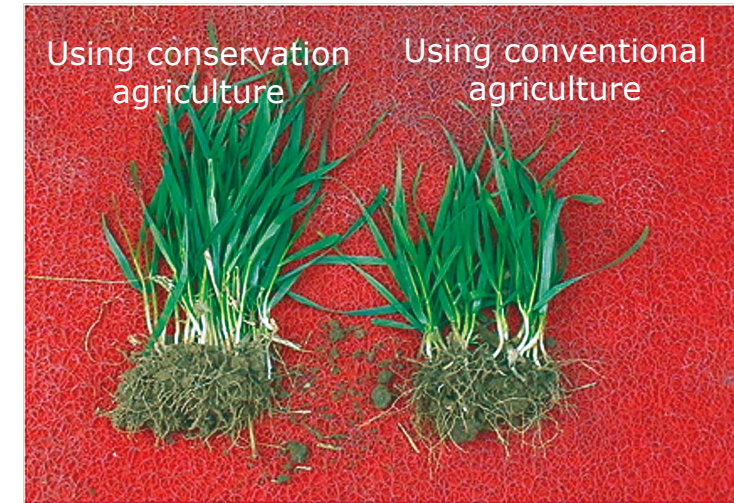 Using conservation
agriculture
Using conventional
agriculture